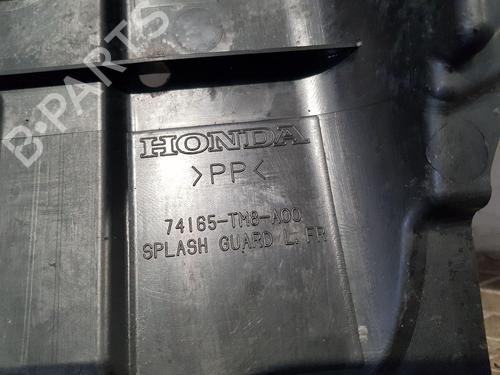 B-PARTS
HONDA
>PP<
74165-TM8-A00
SPLASH GUARD L. FR